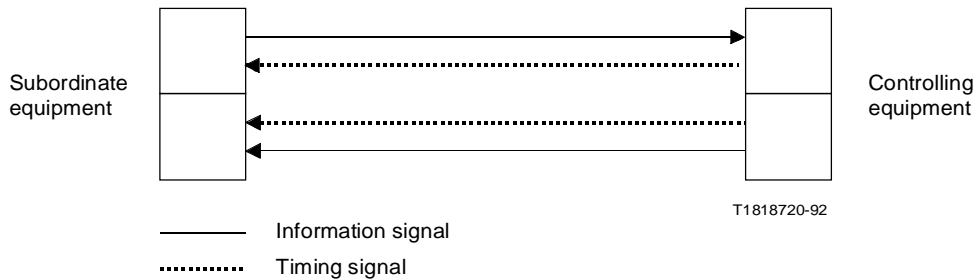 Subordinate
equipment
Controlling
equipment
T1818720-92
Information signal
Timing signal